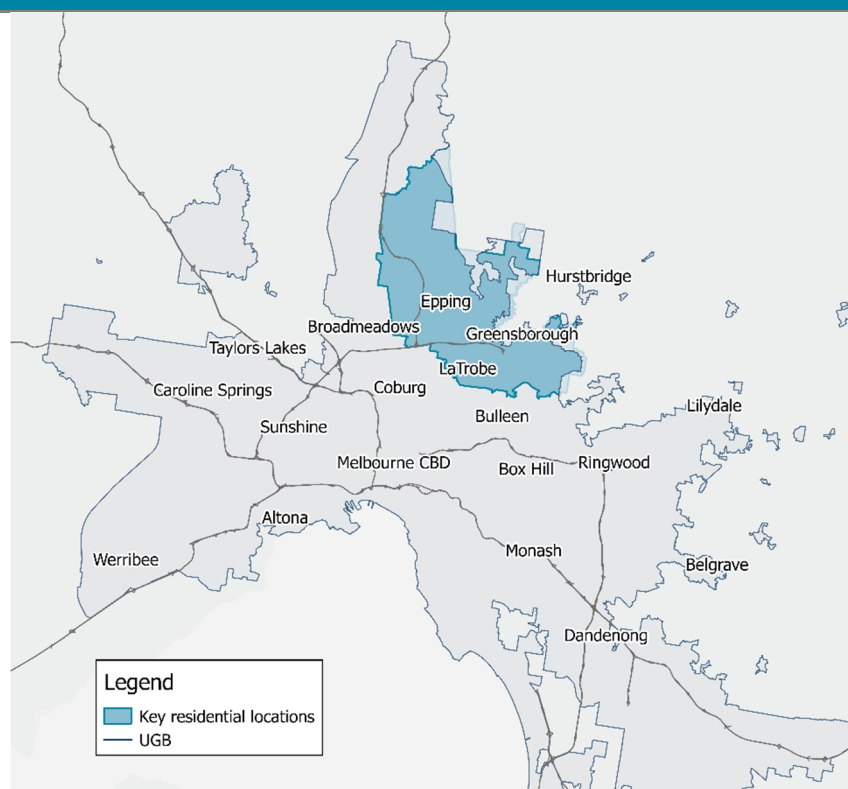 Hurstbridge
Epping
Broadmeadows
Greensborough
Taylors Lakes
LaTrobe
Caroline Springs
Coburg
Lilydale
Bulleen
Sunshine
Melbourne CBD
Box Hill
Ringwood
Altona
Monash
Werribee
Belgrave
Dandenong
Legend
Key residential locations
UGB